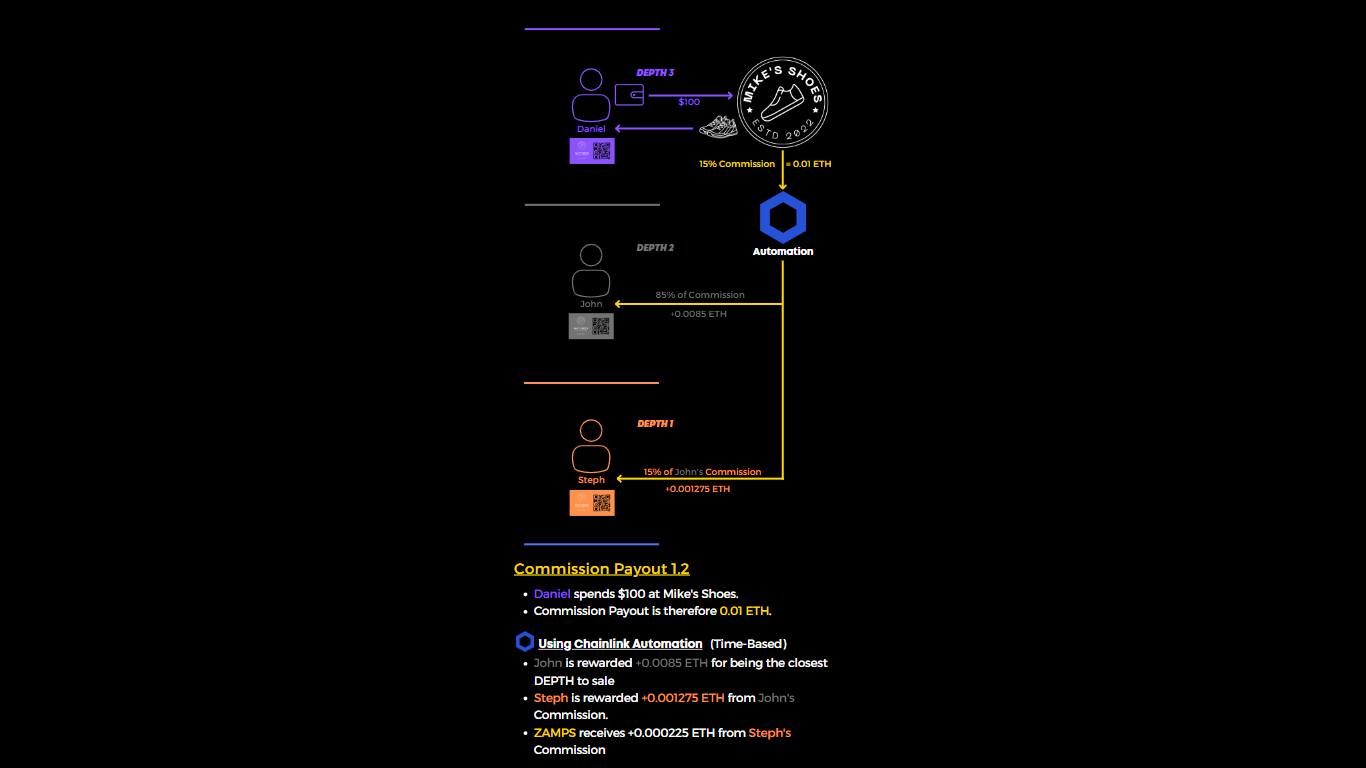 DEPTH 3
MIKE'S SHOES
ESTD 2022
$100
Daniel
15% Commission = 0.01 ETH
Automation
DEPTH 2
85% of Commission
John
+0.0085 ETH
DEPTH 1
15% of John's Commission
Steph
+0.001275 ETH
Commission Payout 1.2
• Daniel spends $100 at Mike's Shoes.
• Commission Payout is therefore 0.01 ETH.
Using Chainlink Automation (Time-Based)
• John is rewarded +0.0085 ETH for being the closest
DEPTH to sale
• Steph is rewarded +0.001275 ETH from John's
Commission.
• ZAMPS receives +0.000225 ETH from Steph's
Commission